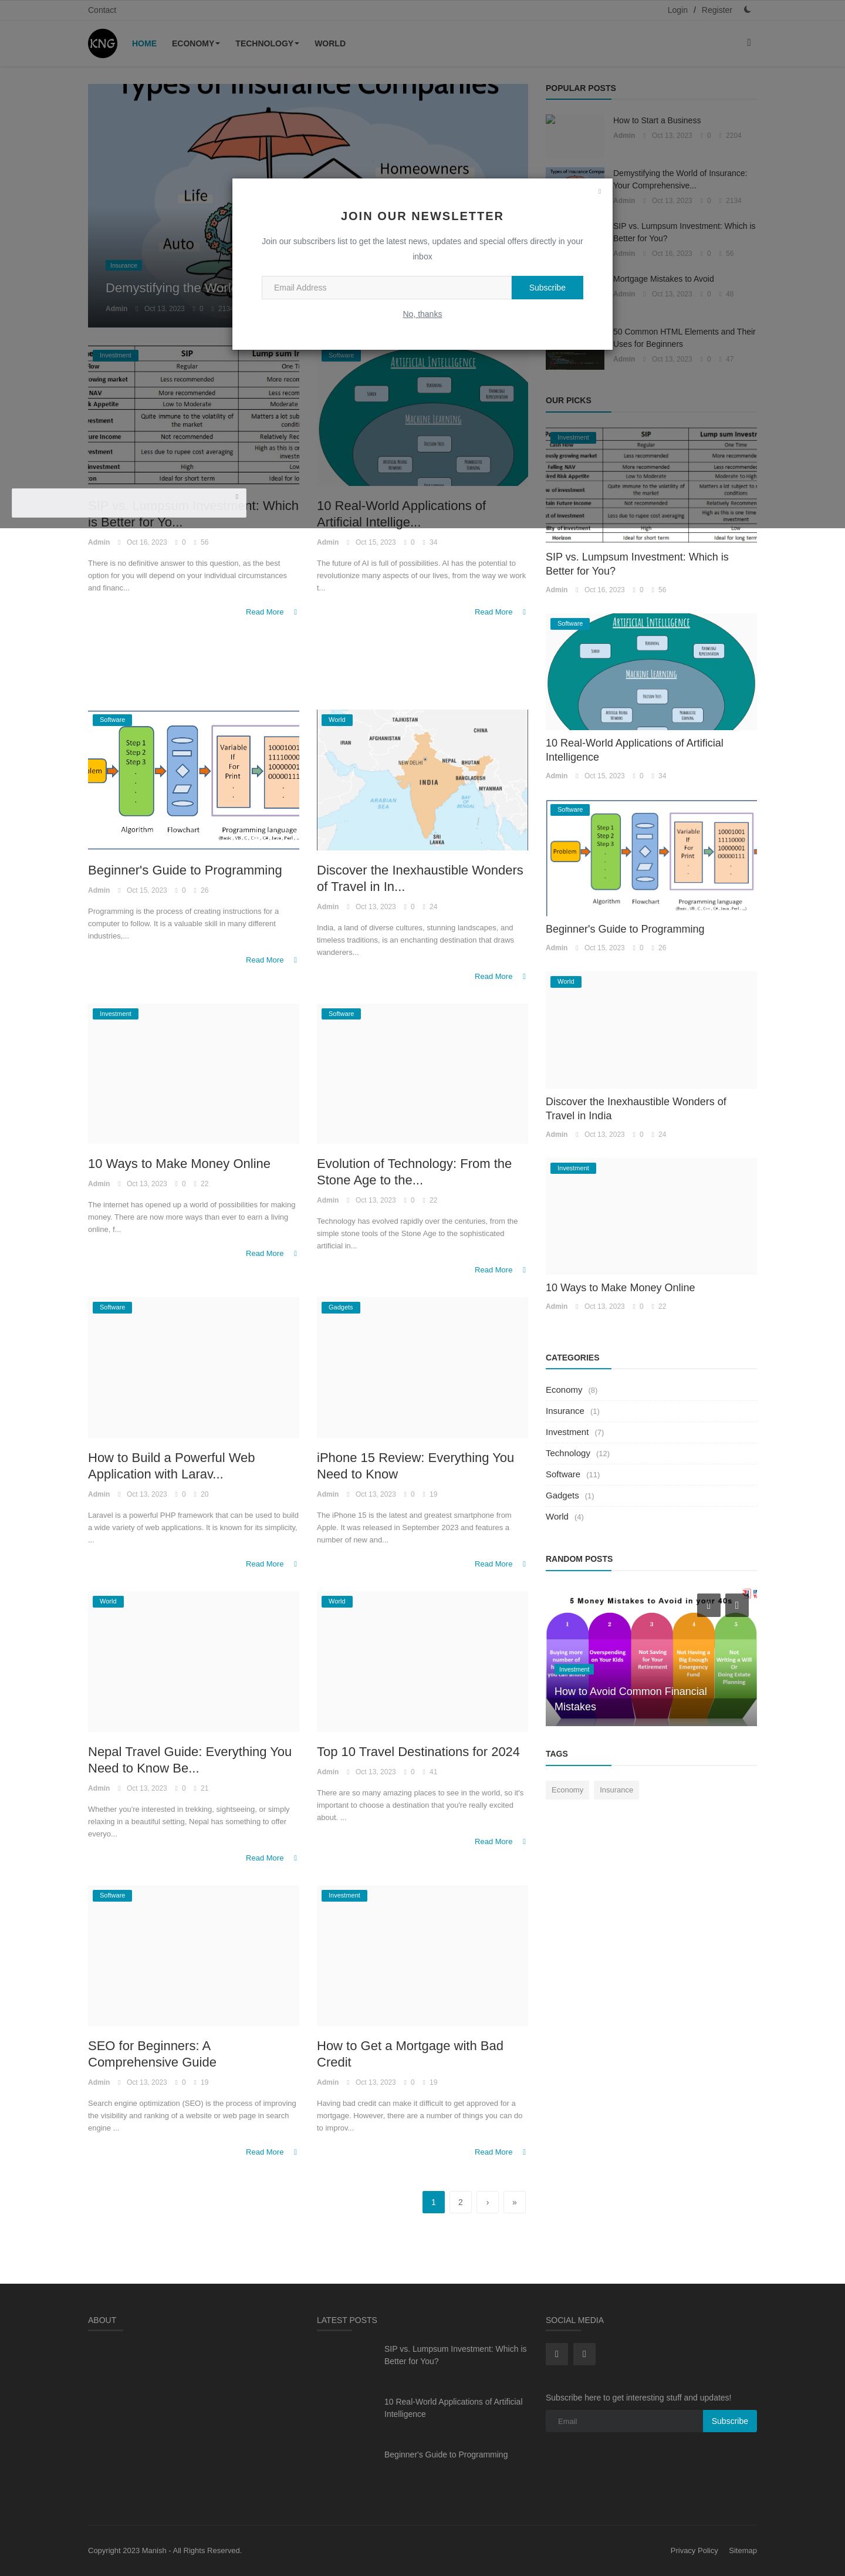 Contact
Login / Register
KNG
HOME
ECONOMY
TECHNOLOGY
WORLD
Types of Insurance Companies
Life
Homeowners
Auto
Insurance
Demystifying the World
Admin Oct 13, 2023 0
JOIN OUR NEWSLETTER
Join our subscribers list to get the latest news, updates and special offers directly in your
inbox
Email Address
Subscribe
No, thanks
Investment
SIP vs. Lumpsum Investment: Which
is Better for Yo...
Admin Oct 16, 2023 0 56
There is no definitive answer to this question, as the best
option for you will depend on your individual circumstances
and financ...
Read More
Software
Artificial Intelligence
Machine Learning
10 Real-World Applications of
Artificial Intellige...
Admin Oct 15, 2023 0 34
The future of AI is full of possibilities. AI has the potential to
revolutionize many aspects of our lives, from the way we work
t...
Read More
Software
Step 1
Step 2
Step 3
Variable
If
For
Print
Algorithm
Flowchart
Programming language
Beginner's Guide to Programming
Admin Oct 15, 2023 0 26
Programming is the process of creating instructions for a
computer to follow. It is a valuable skill in many different
industries,...
Read More
World
TAJIKISTAN
CHINA
IRAN
AFGHANISTAN
NEW DELHI
NEPAL
BHUTAN
INDIA
BANGLADESH
MYANMAR
ARABIAN
SEA
BAY OF
BENGAL
SRI
LANKA
Discover the Inexhaustible Wonders
of Travel in In...
Admin Oct 13, 2023 0 24
India, a land of diverse cultures, stunning landscapes, and
timeless traditions, is an enchanting destination that draws
wanderers...
Read More
Investment
10 Ways to Make Money Online
Admin Oct 13, 2023 0 22
The internet has opened up a world of possibilities for making
money. There are now more ways than ever to earn a living
online, f...
Read More
Software
Evolution of Technology: From the
Stone Age to the...
Admin Oct 13, 2023 0 22
Technology has evolved rapidly over the centuries, from the
simple stone tools of the Stone Age to the sophisticated
artificial in...
Read More
Software
How to Build a Powerful Web
Application with Larav...
Admin Oct 13, 2023 0 20
Laravel is a powerful PHP framework that can be used to build
a wide variety of web applications. It is known for its simplicity,
...
Read More
Gadgets
iPhone 15 Review: Everything You
Need to Know
Admin Oct 13, 2023 0 19
The iPhone 15 is the latest and greatest smartphone from
Apple. It was released in September 2023 and features a
number of new and...
Read More
World
Nepal Travel Guide: Everything You
Need to Know Be...
Admin Oct 13, 2023 0 21
Whether you're interested in trekking, sightseeing, or simply
relaxing in a beautiful setting, Nepal has something to offer
everyo...
Read More
World
Top 10 Travel Destinations for 2024
Admin Oct 13, 2023 0 41
There are so many amazing places to see in the world, so it's
important to choose a destination that you're really excited
about. ...
Read More
Software
SEO for Beginners: A
Comprehensive Guide
Admin Oct 13, 2023 0 19
Search engine optimization (SEO) is the process of improving
the visibility and ranking of a website or web page in search
engine ...
Read More
Investment
How to Get a Mortgage with Bad
Credit
Admin Oct 13, 2023 0 19
Having bad credit can make it difficult to get approved for a
mortgage. However, there are a number of things you can do
to improv...
Read More
1 2 › »
POPULAR POSTS
How to Start a Business
Admin Oct 13, 2023 0 2204
Demystifying the World of Insurance:
Your Comprehensive...
Admin Oct 13, 2023 0 2134
SIP vs. Lumpsum Investment: Which is
Better for You?
Admin Oct 16, 2023 0 56
Mortgage Mistakes to Avoid
Admin Oct 13, 2023 0 48
50 Common HTML Elements and Their
Uses for Beginners
Admin Oct 13, 2023 0 47
OUR PICKS
Investment
SIP vs. Lumpsum Investment: Which is
Better for You?
Admin Oct 16, 2023 0 56
Software
Artificial Intelligence
Machine Learning
10 Real-World Applications of Artificial
Intelligence
Admin Oct 15, 2023 0 34
Software
Problem
Algorithm
Flowchart
Programming language
Beginner's Guide to Programming
Admin Oct 15, 2023 0 26
World
Discover the Inexhaustible Wonders of
Travel in India
Admin Oct 13, 2023 0 24
Investment
10 Ways to Make Money Online
Admin Oct 13, 2023 0 22
CATEGORIES
Economy (8)
Insurance (1)
Investment (7)
Technology (12)
Software (11)
Gadgets (1)
World (4)
RANDOM POSTS
5 Money Mistakes to Avoid in your 40s
Investment
How to Avoid Common Financial
Mistakes
TAGS
Economy
Insurance
ABOUT
LATEST POSTS
SIP vs. Lumpsum Investment: Which is
Better for You?
10 Real-World Applications of Artificial
Intelligence
Beginner's Guide to Programming
SOCIAL MEDIA
Subscribe here to get interesting stuff and updates!
Email
Subscribe
Copyright 2023 Manish - All Rights Reserved.
Privacy Policy
Sitemap